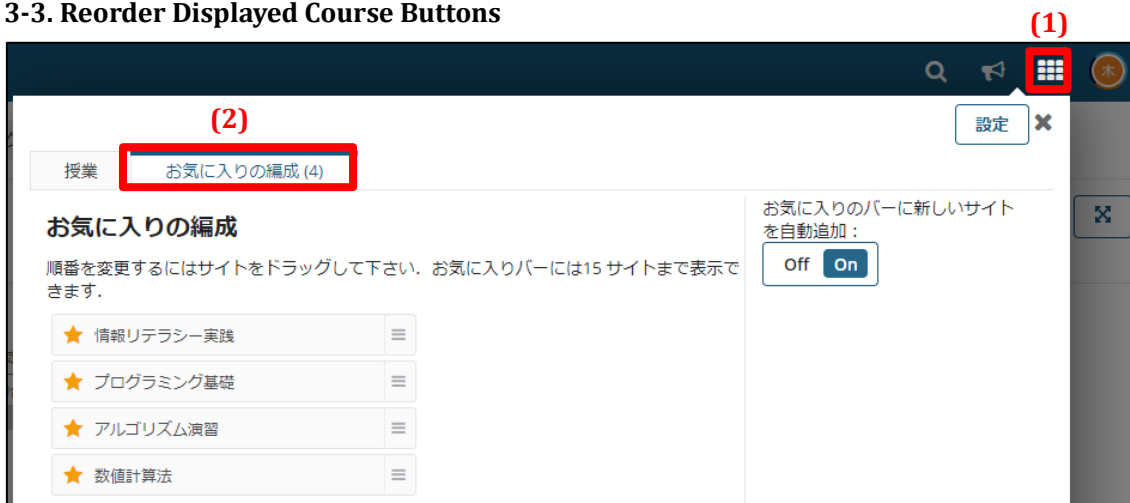 3-3. Reorder Displayed Course Buttons
(1)
木
(2)
設定
授業
お気に入りの編成 (4)
お気に入りの編成
順番を変更するにはサイトをドラッグして下さい．お気に入りバーには15 サイトまで表示で
きます．
お気に入りのバーに新しいサイト
を自動追加：
Off On
情報リテラシー実践
プログラミング基礎
アルゴリズム演習
数値計算法